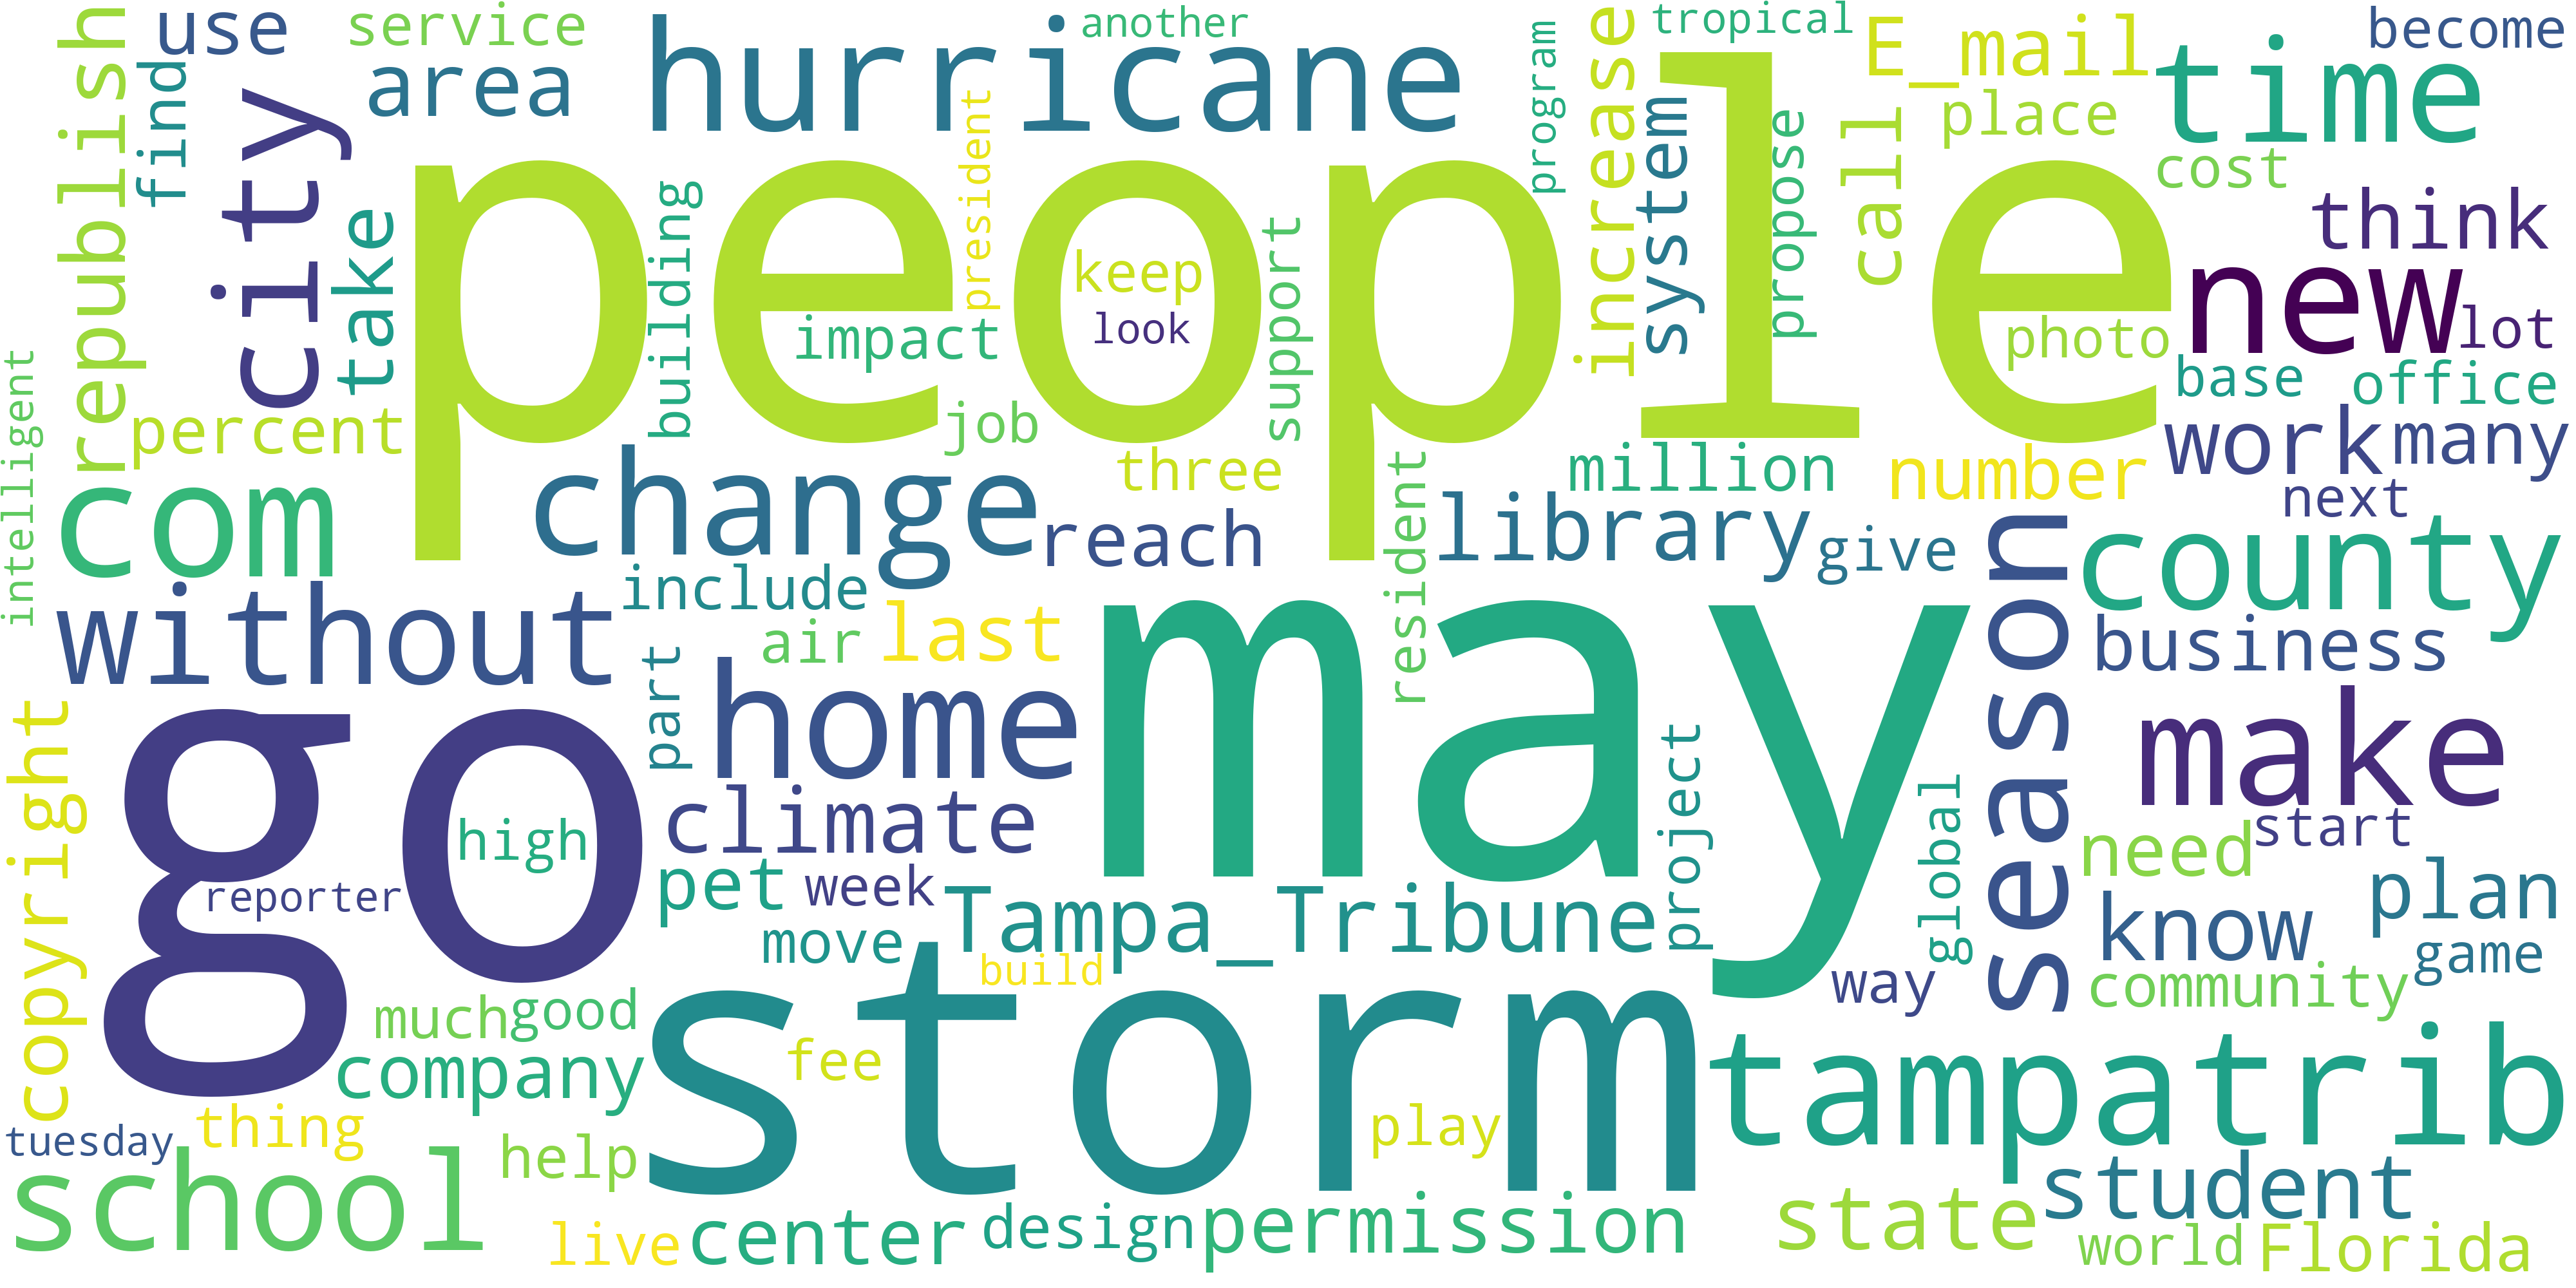 people
may
go
storm
hurricane
tampatrib
school
season
home
make
new
county
city
time
change
without
com
library
Tampa_Tribune
climate
republish
copyright
use
service
area
another
program
tropical
E_mail
become
find
take
building
president
keep
look
impact
support
increase
system
propose
call
place
cost
think
lot
photo
base
office
work
many
next
number
million
three
job
percent
intelligent
reach
include
air
last
resident
give
business
part
project
global
need
start
plan
know
game
community
way
pet
week
move
build
high
reporter
much
good
company
fee
play
thing
tuesday
help
live
center
design
permission
state
student
world
Florida